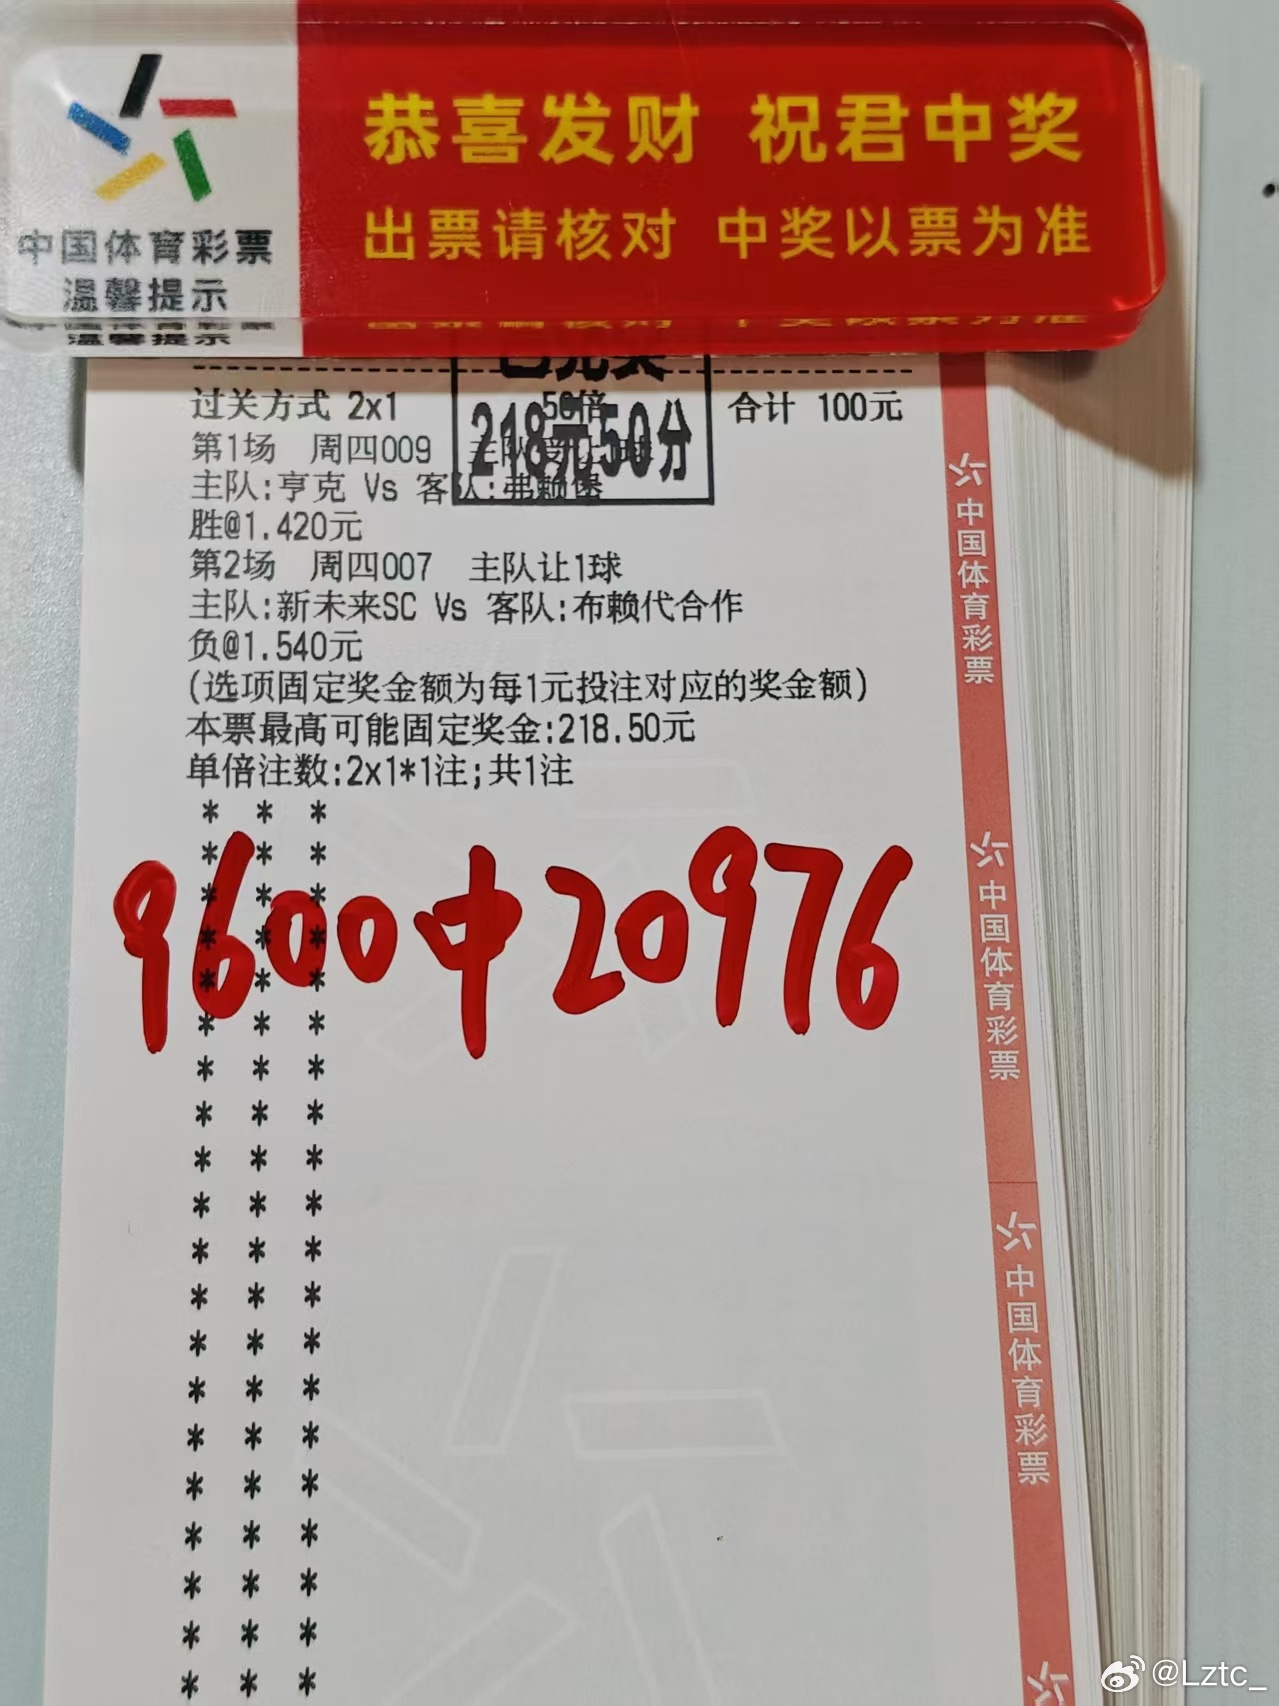 恭喜发财 祝君中奖
出票请核对 中奖以票为准
中国体育彩票
温馨提示
过关方式 2x1 50倍 合计 100元
218元50分
第1场 周四009
主队:亨克 Vs 客队:弗赖堡
胜@1.420元
第2场 周四007 主队让1球
主队:新未来SC Vs 客队:布赖代合作
负@1.540元
(选项固定奖金额为每1元投注对应的奖金额)
本票最高可能固定奖金:218.50元
单倍注数:2x1*1注;共1注
9600中20976
中国体育彩票
中国体育彩票
中国体育彩票
@Lztc_